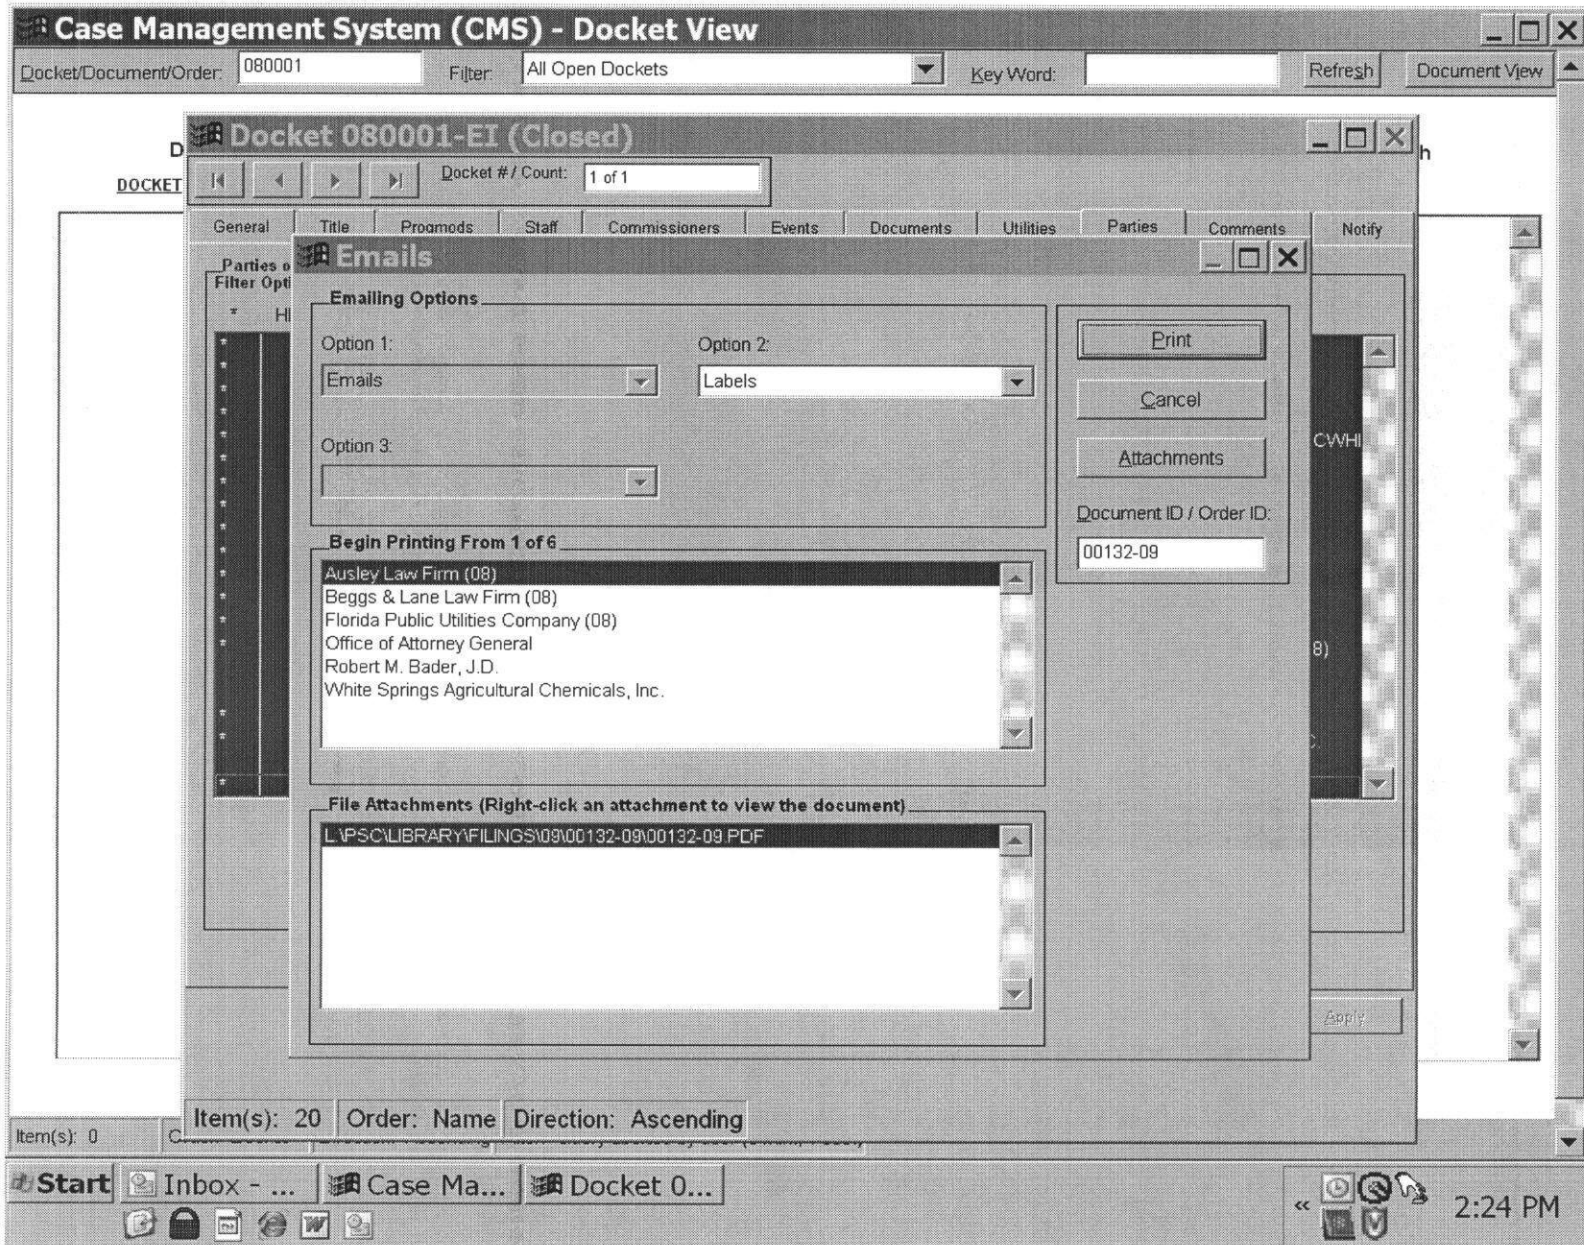 Case Management System (CMS) - Docket View
Docket/Document/Order: 080001 Filter: All Open Dockets Key Word: Refresh Document View
Docket 080001-EI (Closed)
D h
DOCKET Docket # / Count: 1 of 1
General Title Progmods Staff Commissioners Events Documents Utilities Parties Comments Notify
Emails
Parties o
Filter Opti
* HI
Emailing Options
Option 1: Option 2:
Emails Labels
Option 3:
Print
Cancel
Attachments
Document ID / Order ID:
00132-09
CWHI
8)
C.
Begin Printing From 1 of 6
Ausley Law Firm (08)
Beggs & Lane Law Firm (08)
Florida Public Utilities Company (08)
Office of Attorney General
Robert M. Bader, J.D.
White Springs Agricultural Chemicals, Inc.
File Attachments (Right-click an attachment to view the document)
L:\PSC\LIBRARY\FILINGS\09\00132-09\00132-09.PDF
Apply
Item(s): 20 Order: Name Direction: Ascending
Item(s): 0
Start Inbox - ... Case Ma... Docket 0...
« 2:24 PM